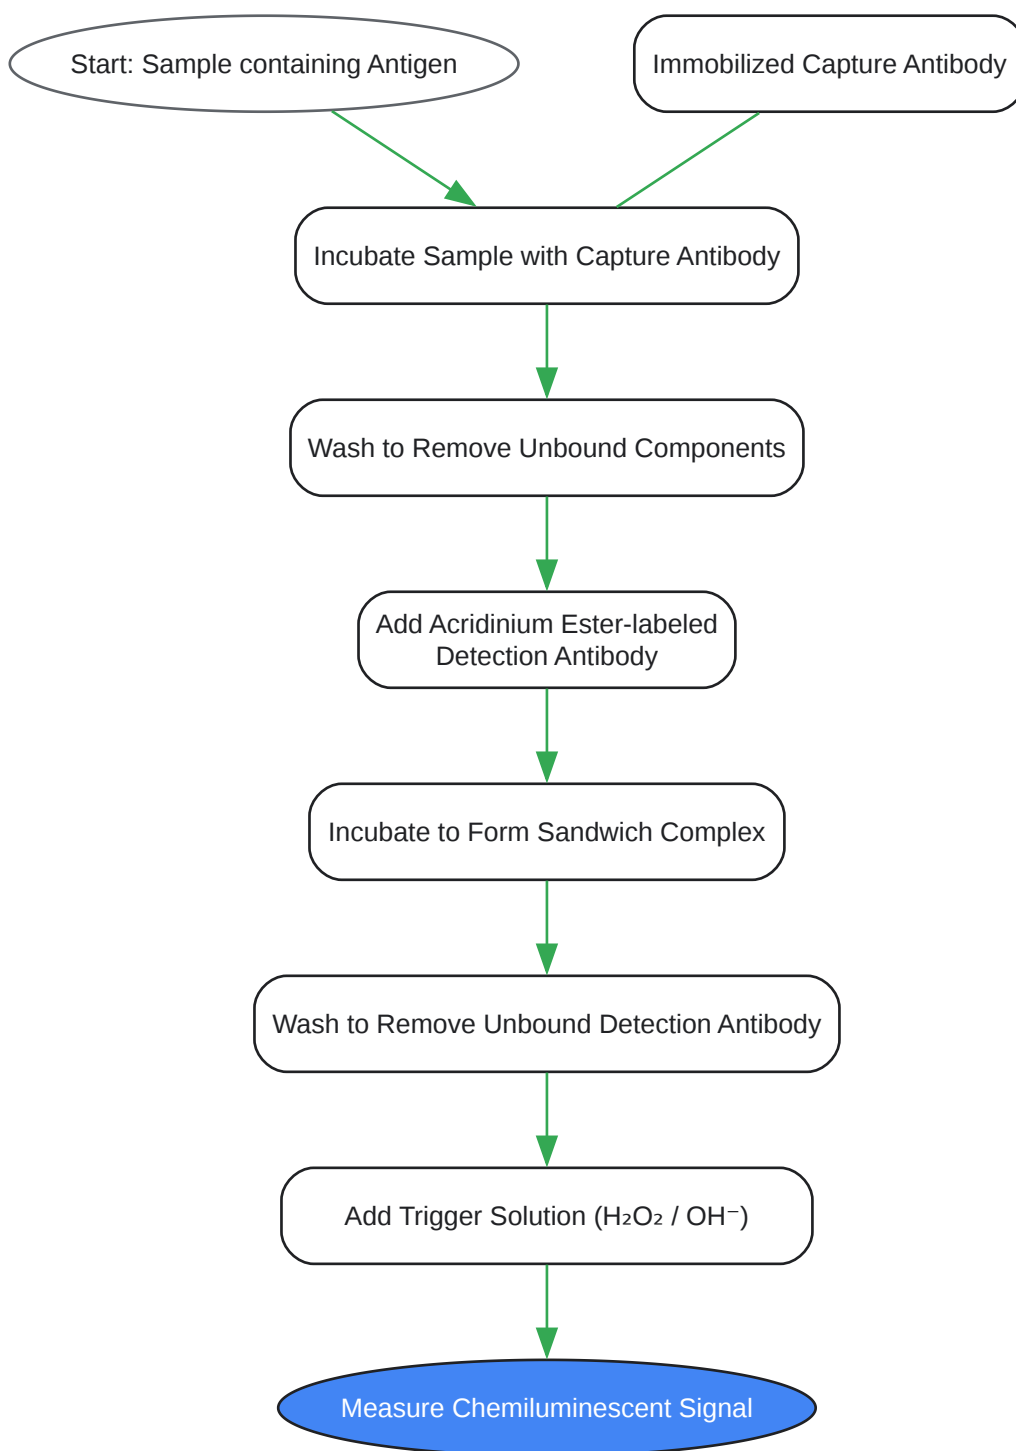 Start: Sample containing Antigen
Immobilized Capture Antibody
Incubate Sample with Capture Antibody
Wash to Remove Unbound Components
Add Acridinium Ester-labeled
Detection Antibody
Incubate to Form Sandwich Complex
Wash to Remove Unbound Detection Antibody
Add Trigger Solution (H₂O₂ / OH⁻)
Measure Chemiluminescent Signal